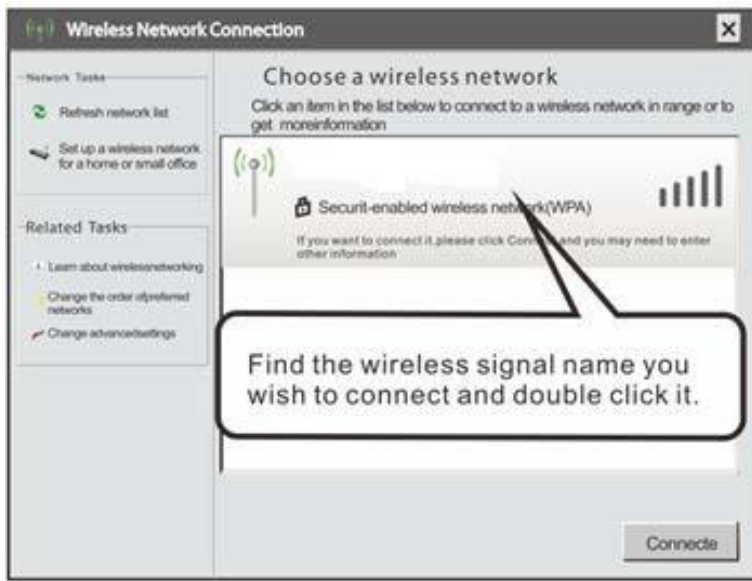 Wireless Network Connection
Network Tasks
Refresh network list
Set up a wireless network
for a home or small office
Related Tasks
Learn about wirelessnetworking
Change the order ofpreferred
networks
Change advancedsettings
Choose a wireless network
Click an item in the list below to connect to a wireless network in range or to
get moreinformation
Securit-enabled wireless network(WPA)
If you want to connect it,please click Connect and you may need to enter
other information
Find the wireless signal name you
wish to connect and double click it.
Connecte